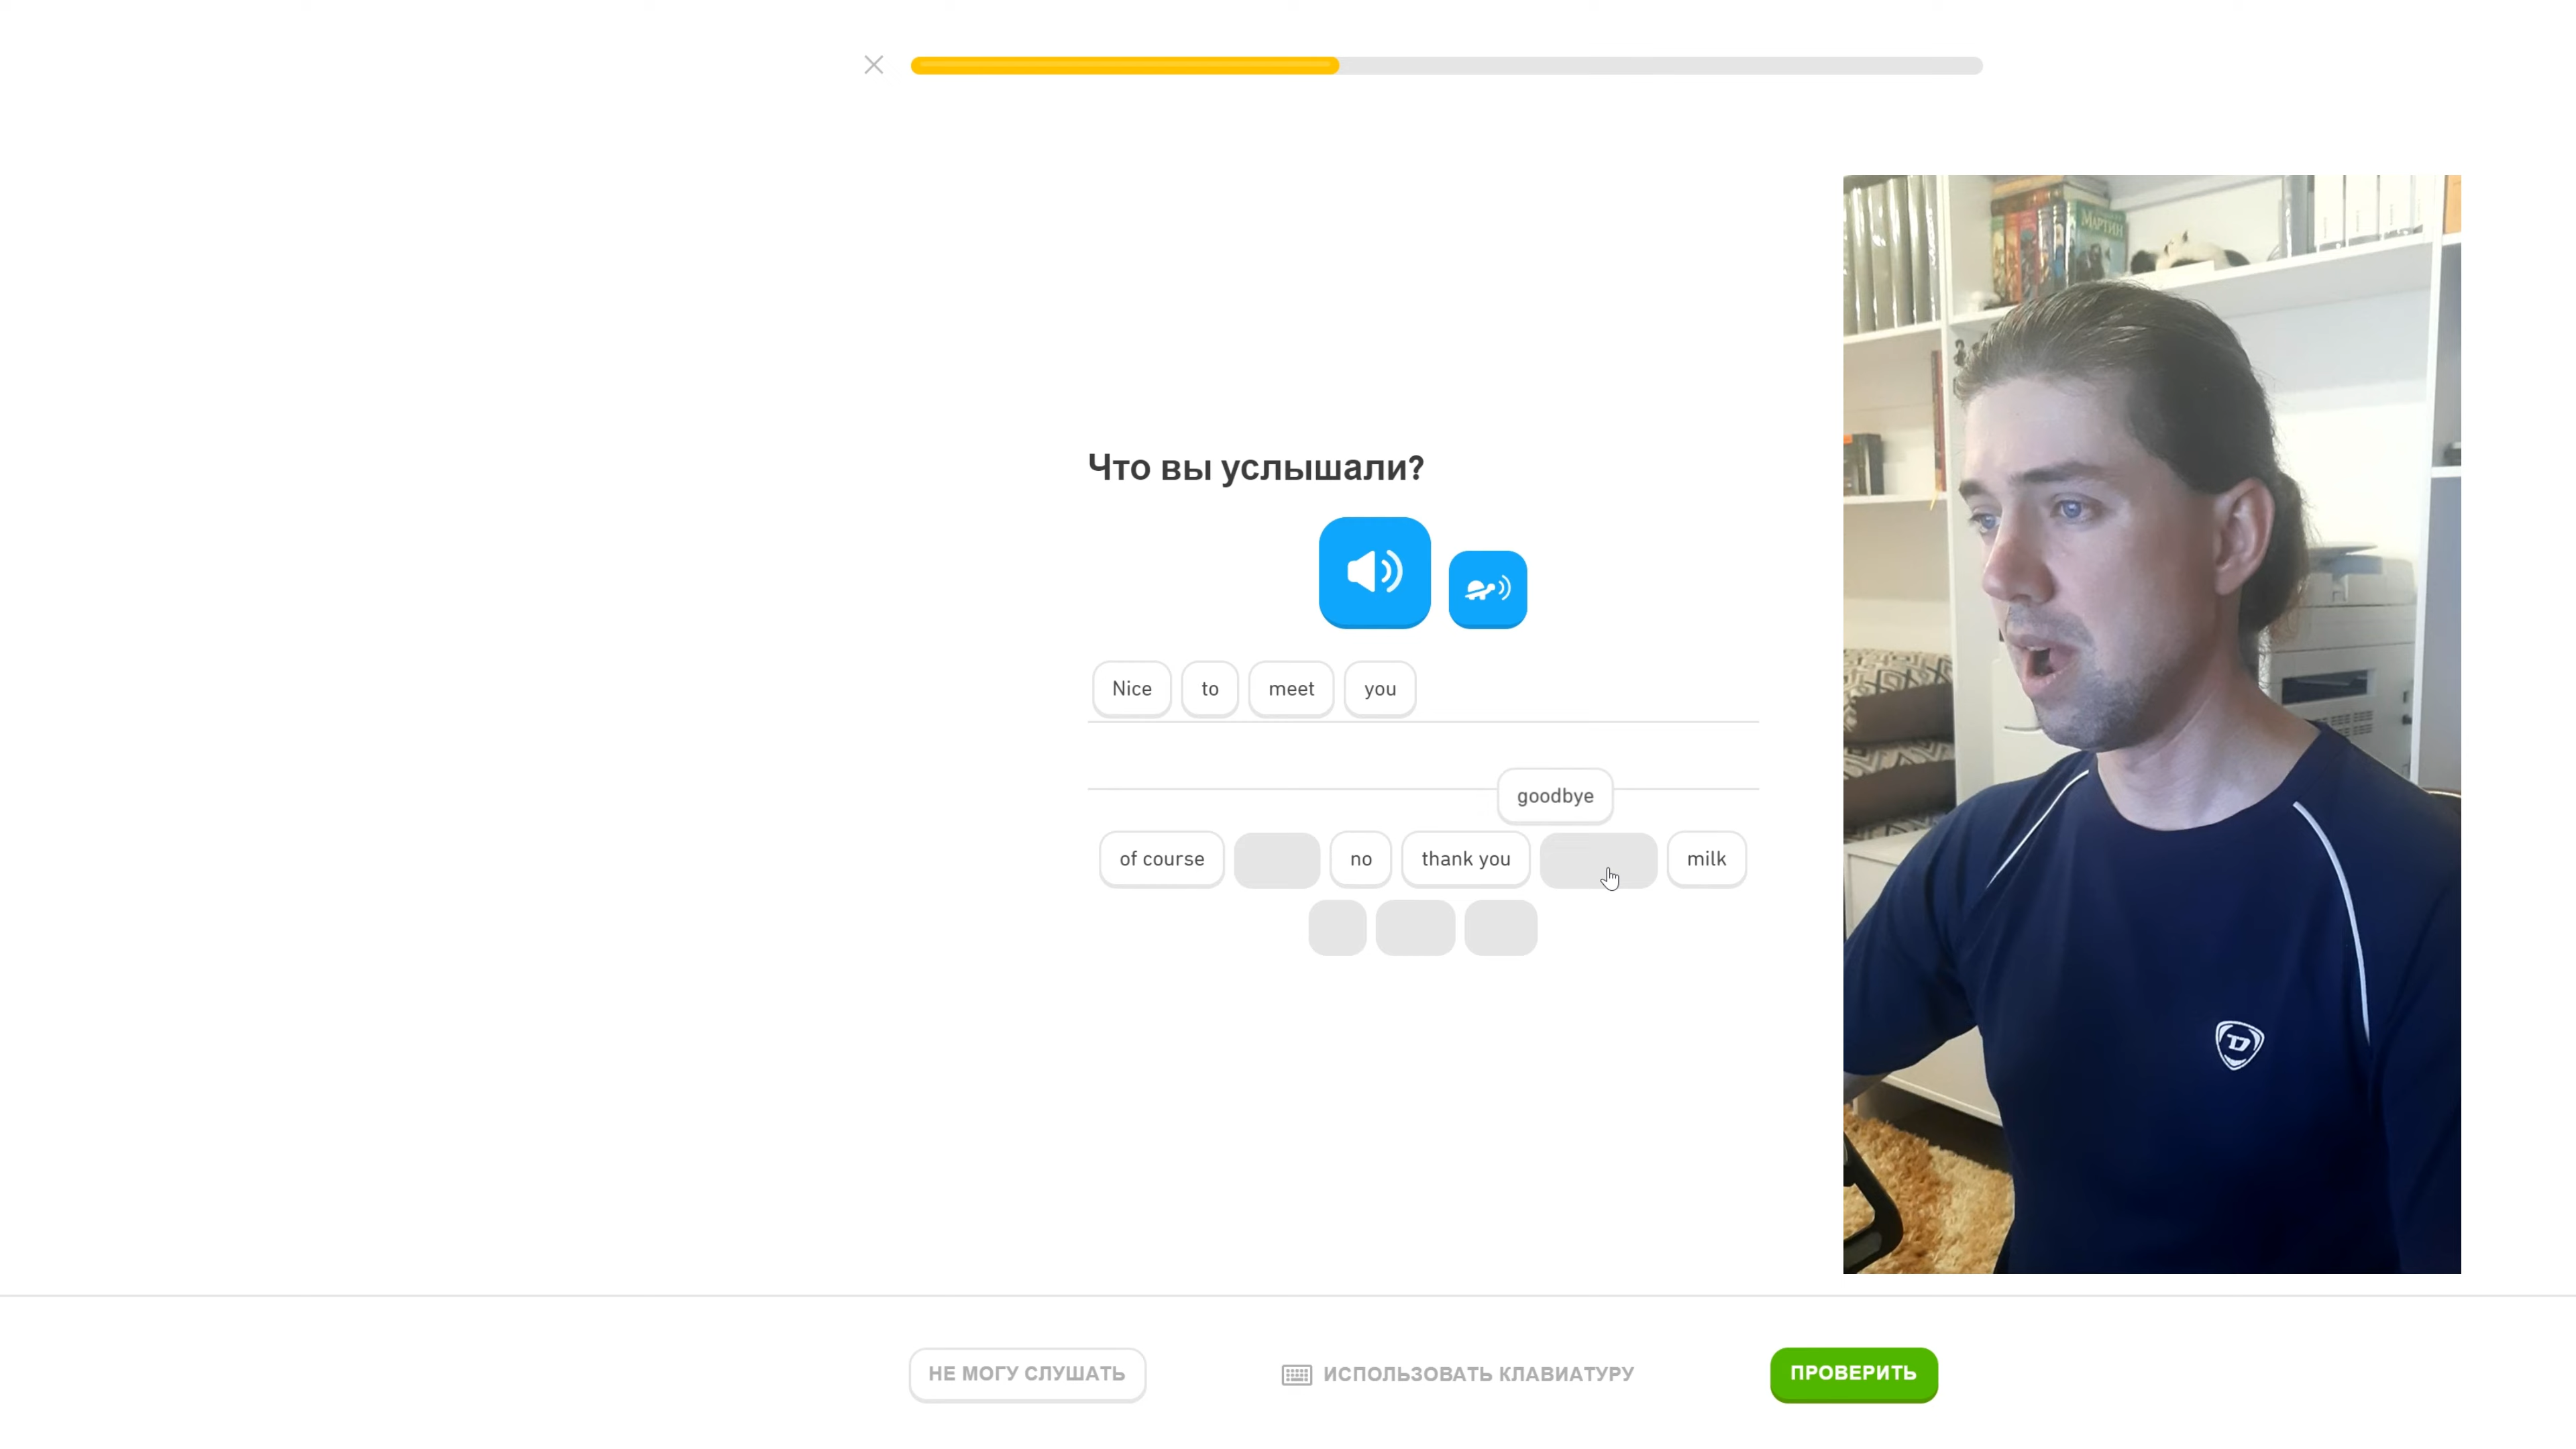 МАРТИН
Что вы услышали?
Nice to meet you
goodbye
of course no thank you milk
НЕ МОГУ СЛУШАТЬ ИСПОЛЬЗОВАТЬ КЛАВИАТУРУ ПРОВЕРИТЬ